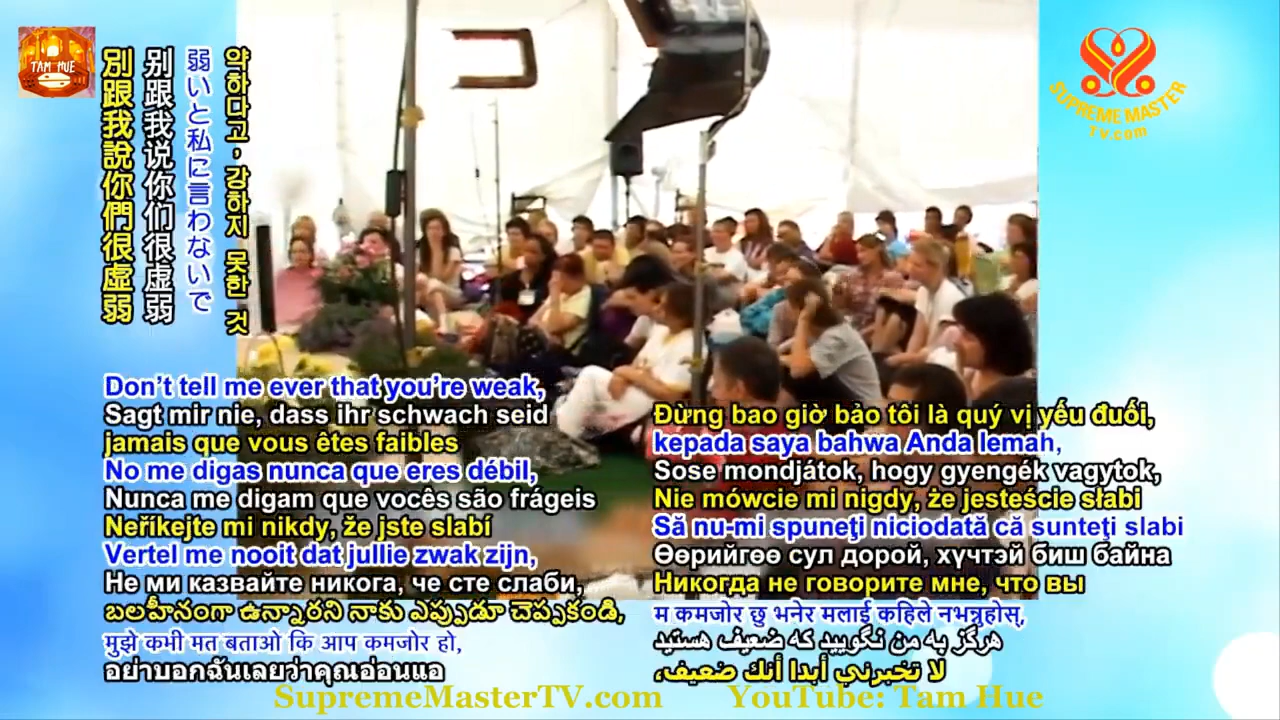 TAM HUE
別跟我說你們很虛弱
别跟我说你们很虚弱
弱いと私に言わないで
약하다고, 강하지 못한 것
SUPREME MASTER
Tv.com
Don't tell me ever that you're weak,
Sagt mir nie, dass ihr schwach seid
jamais que vous êtes faibles
No me digas nunca que eres débil,
Nunca me digam que vocês são frágeis
Neříkejte mi nikdy, že jste slabí
Vertel me nooit dat jullie zwak zijn,
Не ми казвайте никога, че сте слаби,
బలహీనంగా ఉన్నారని నాకు ఎప్పుడూ చెప్పకండి,
मुझे कभी मत बताओ कि आप कमजोर हो,
อย่าบอกฉันเลยว่าคุณอ่อนแอ
Đừng bao giờ bảo tôi là quý vị yếu đuối,
kepada saya bahwa Anda lemah,
Sose mondjátok, hogy gyengék vagytok,
Nie mówcie mi nigdy, że jesteście słabi
Să nu-mi spuneţi niciodată că sunteţi slabi
Өөрийгөө сул дорой, хүчтэй биш байна
Никогда не говорите мне, что вы
म कमजोर छु भनेर मलाई कहिले नभन्नुहोस्,
هرگز به من نگویید که ضعیف هستید
لا تخبرني أبدا أنك ضعيف،
SupremeMasterTV.com
YouTube: Tam Hue